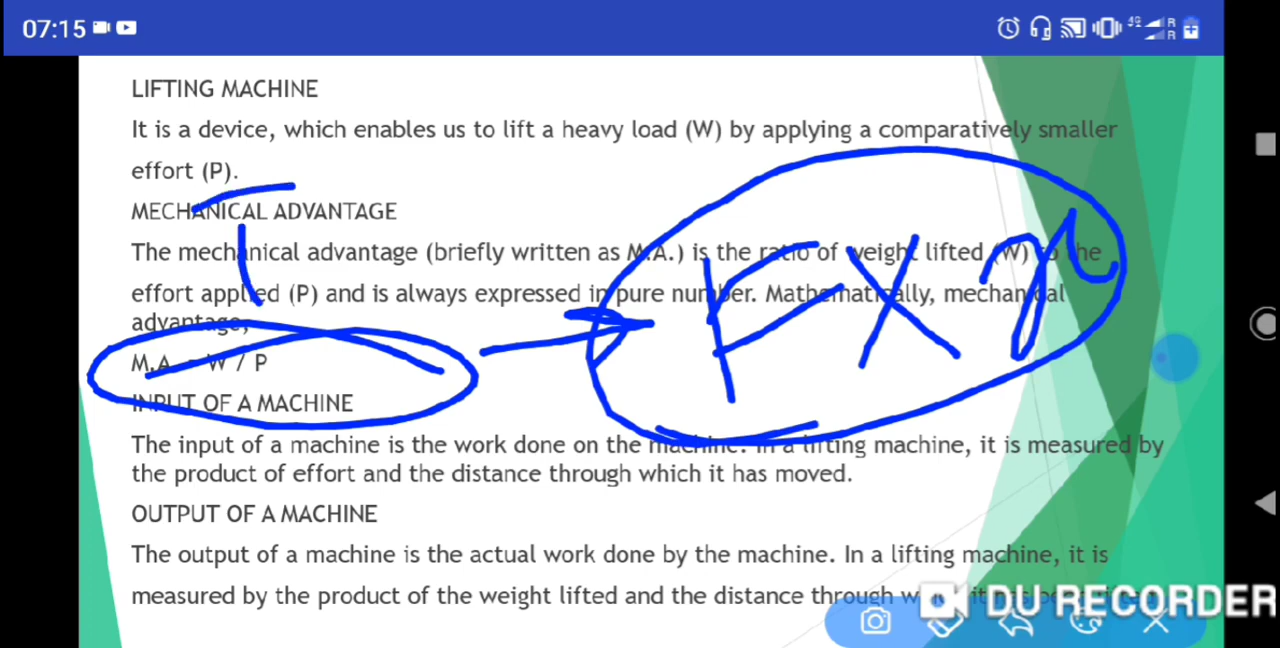 07:15
4G R
R
LIFTING MACHINE
It is a device, which enables us to lift a heavy load (W) by applying a comparatively smaller
effort (P).
MECHANICAL ADVANTAGE
The mechanical advantage (briefly written as M.A.) is the ratio of weight lifted (W) to the
effort applied (P) and is always expressed in pure number. Mathematically, mechanical
advantage,
M.A. = W / P
INPUT OF A MACHINE
The input of a machine is the work done on the machine. In a lifting machine, it is measured by
the product of effort and the distance through which it has moved.
OUTPUT OF A MACHINE
The output of a machine is the actual work done by the machine. In a lifting machine, it is
measured by the product of the weight lifted and the distance through
DU RECORDER